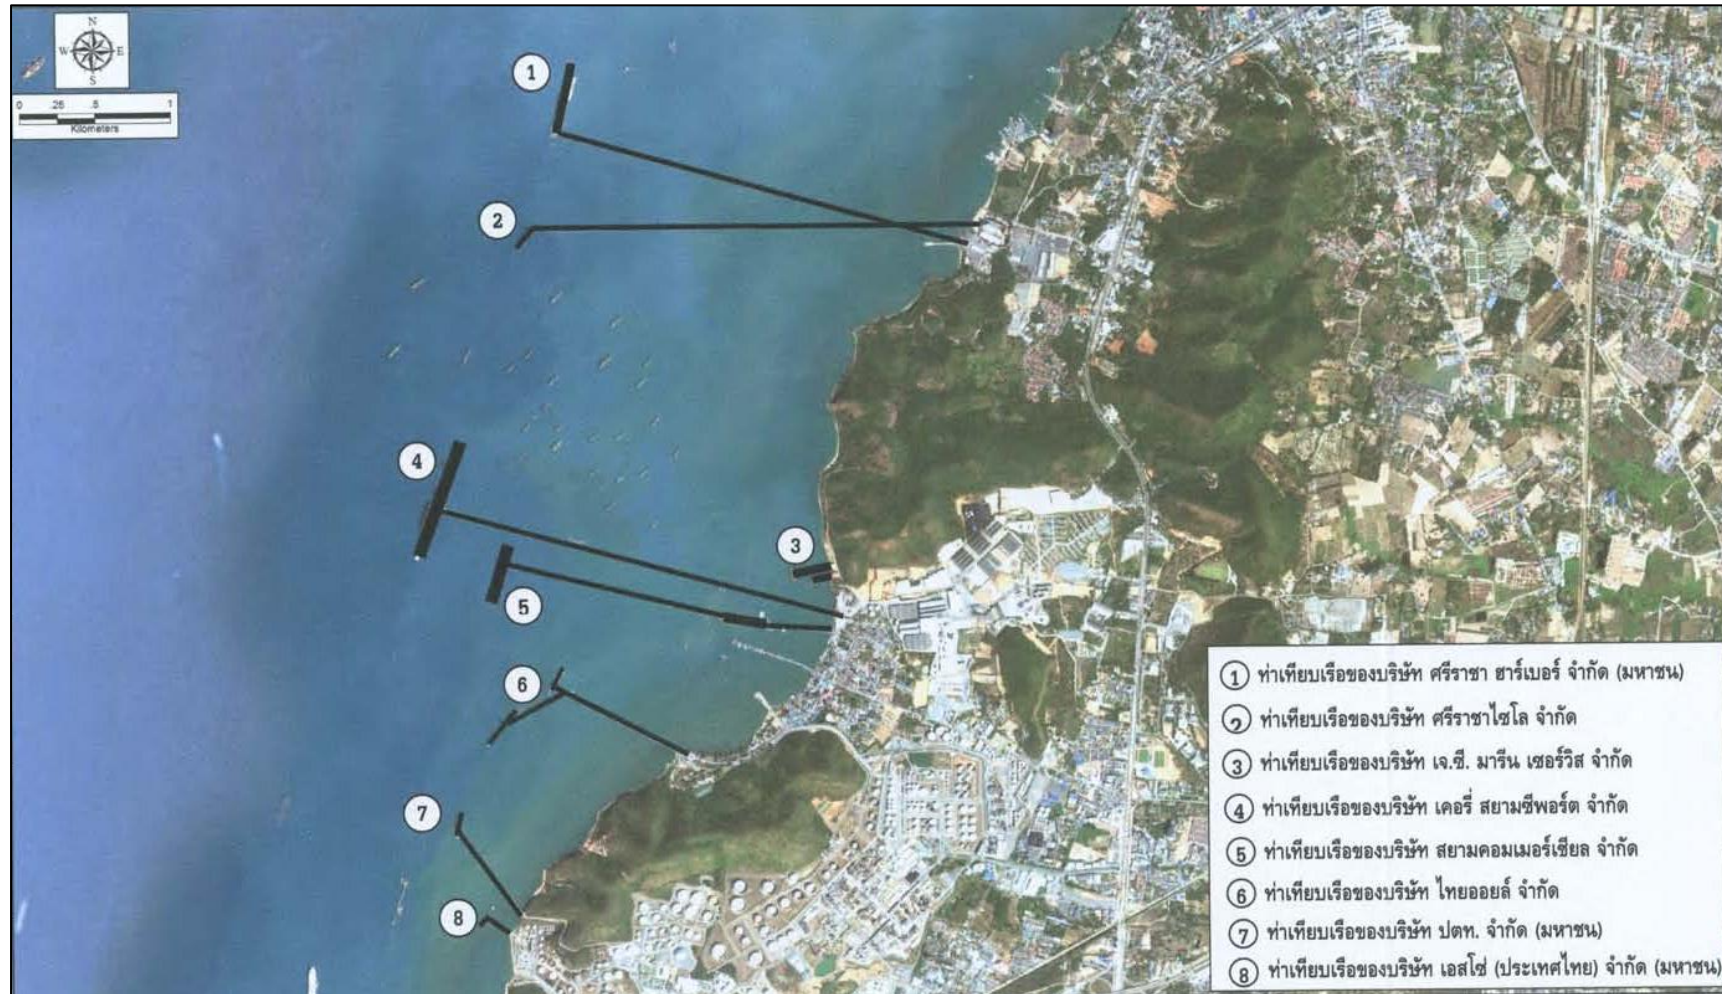 N
W E
S
0 .25 .5 1
Kilometers
1
2
3
4
5
6
7
8
1 ท่าเทียบเรือของบริษัท ศรีราชา ฮาร์เบอร์ จำกัด (มหาชน)
2 ท่าเทียบเรือของบริษัท ศรีราชาไซโล จำกัด
3 ท่าเทียบเรือของบริษัท เจ.ซี. มารีน เซอร์วิส จำกัด
4 ท่าเทียบเรือของบริษัท เคอรี่ สยามซีพอร์ต จำกัด
5 ท่าเทียบเรือของบริษัท สยามคอมเมอร์เชียล จำกัด
6 ท่าเทียบเรือของบริษัท ไทยออยล์ จำกัด
7 ท่าเทียบเรือของบริษัท ปตท. จำกัด (มหาชน)
8 ท่าเทียบเรือของบริษัท เอสโซ่ (ประเทศไทย) จำกัด (มหาชน)